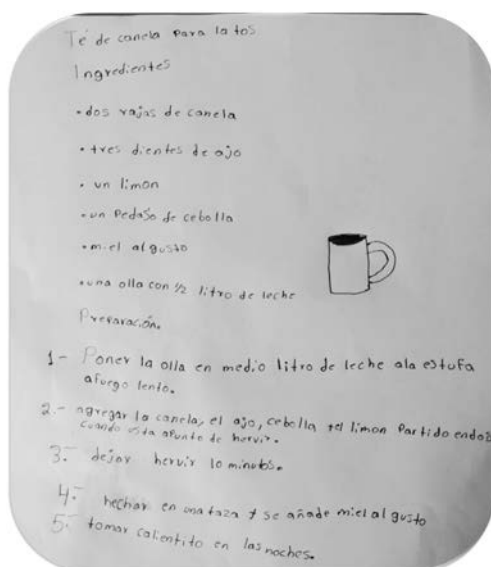 Té de canela para la tos
Ingredientes
• dos rajas de canela
• tres dientes de ajo
• un limon
• un Pedaso de cebolla
• miel al gusto
• una olla con 1/2 litro de leche
Preparación.
1- Poner la olla en medio litro de leche ala estufa
afuego lento.
2.- agregar la canela, el ajo, cebolla y el limon Partido endos
cuando esta apunto de hervir.
3.- dejar hervir 10 minutos.
4.- hechar en una taza y se añade miel al gusto
5.- tomar calientito en las noches.